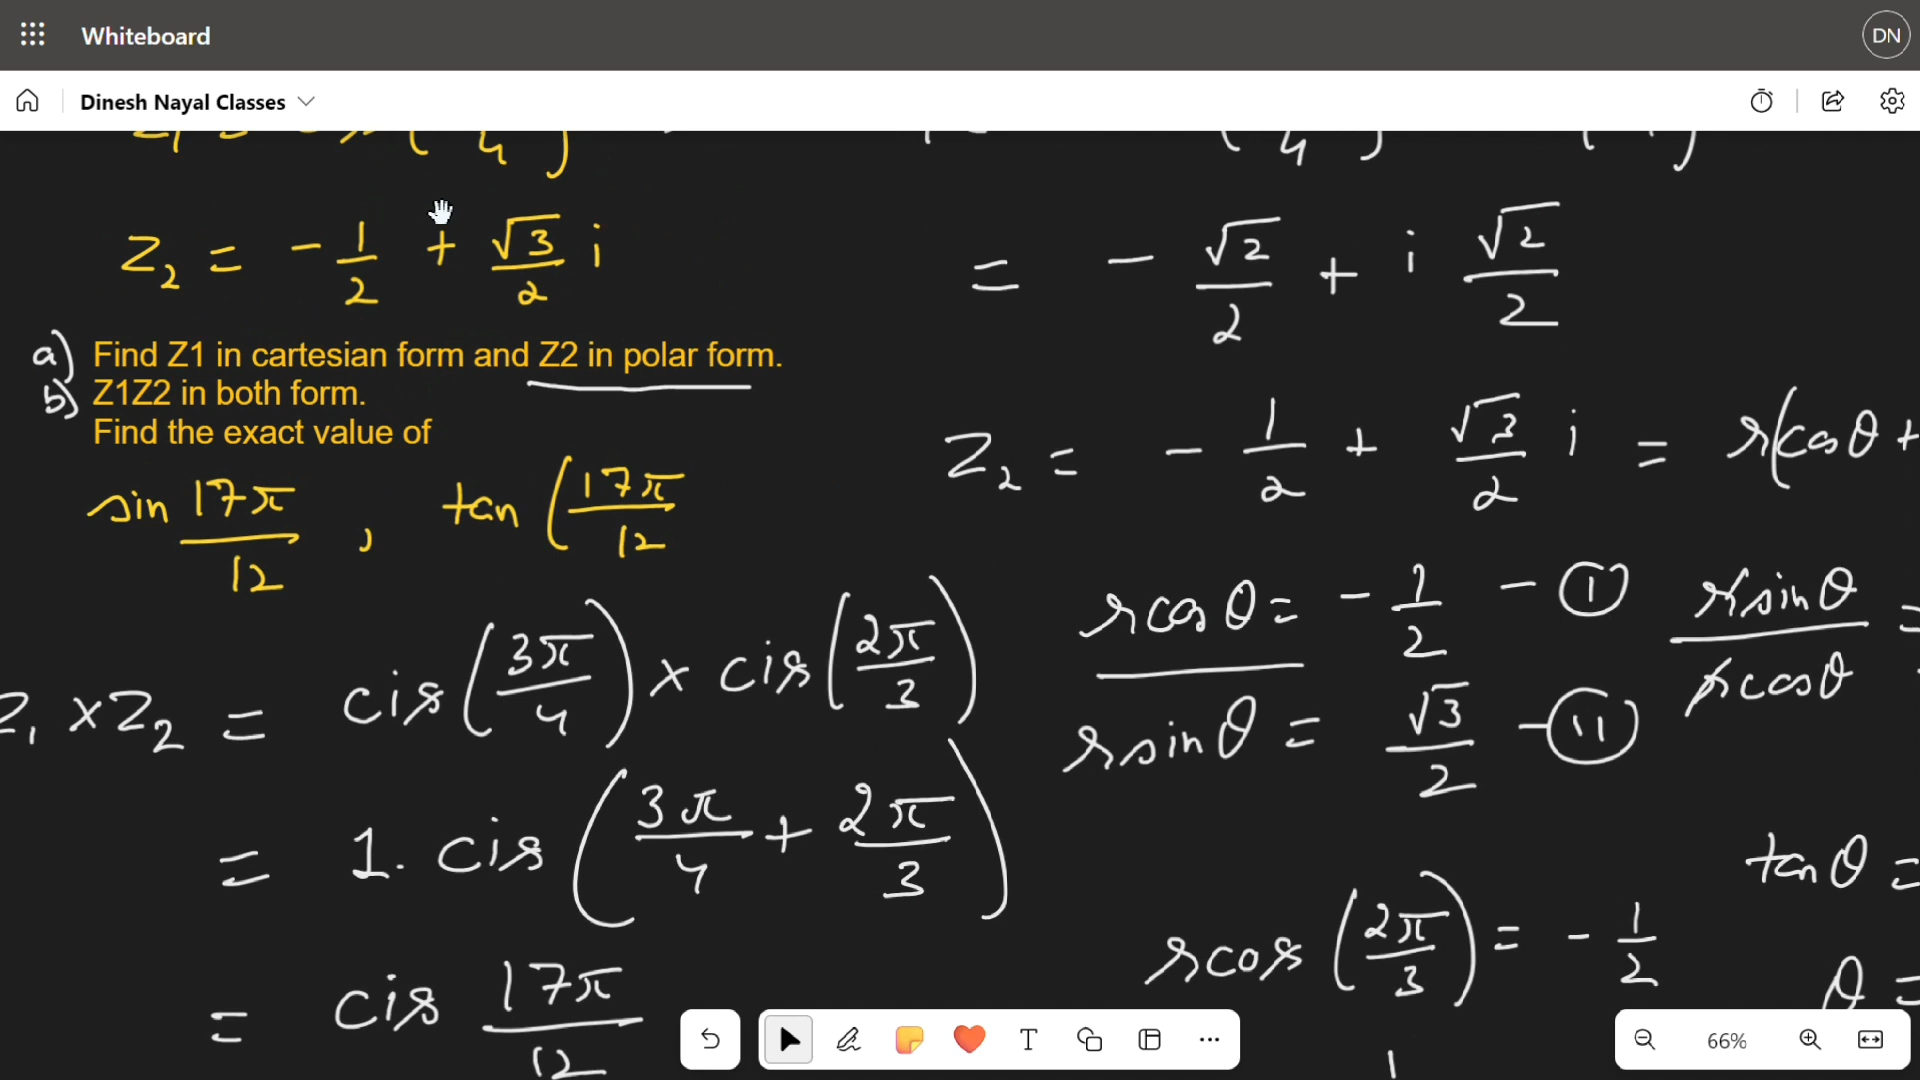 Whiteboard
DN
Dinesh Nayal Classes
Z₂ = - 1/2 + √3/2 i
a) Find Z1 in cartesian form and Z2 in polar form.
b) Z1Z2 in both form.
Find the exact value of
sin 17π/12 , tan (17π/12
Z₁ × Z₂ = cis(3π/4) × cis(2π/3)
= 1. cis (3π/4 + 2π/3)
= cis 17π/12
= - √2/2 + i √2/2
Z₂ = - 1/2 + √3/2 i = r(cos θ +
r cos θ = - 1/2 - ①
r sin θ = √3/2 - ⑪
r sin θ / r cos θ =
tan θ =
r cos (2π/3) = - 1/2
θ =
66%